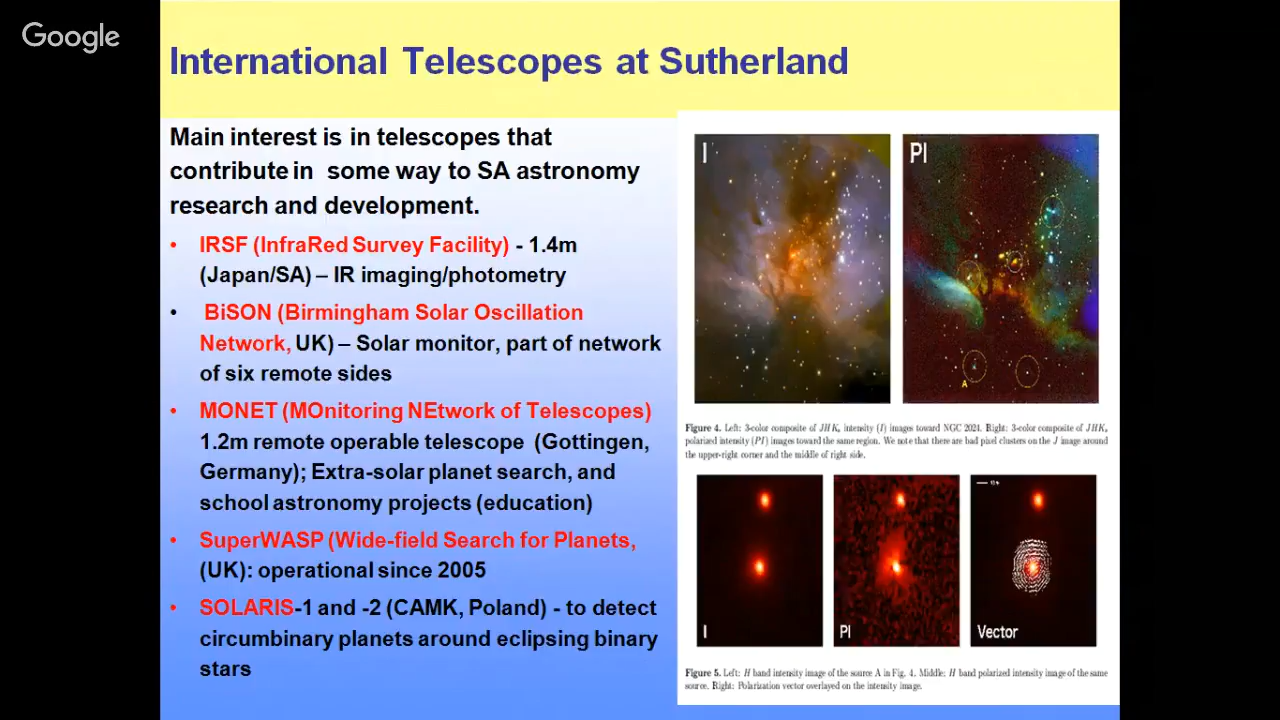 Google
International Telescopes at Sutherland
Main interest is in telescopes that
contribute in some way to SA astronomy
research and development.
• IRSF (InfraRed Survey Facility) - 1.4m
(Japan/SA) – IR imaging/photometry
• BiSON (Birmingham Solar Oscillation
Network, UK) – Solar monitor, part of network
of six remote sides
• MONET (MOnitoring NEtwork of Telescopes)
1.2m remote operable telescope (Gottingen,
Germany); Extra-solar planet search, and
school astronomy projects (education)
• SuperWASP (Wide-field Search for Planets,
(UK): operational since 2005
• SOLARIS-1 and -2 (CAMK, Poland) - to detect
circumbinary planets around eclipsing binary
stars
I
PI
A
Figure 4. Left: 3-color composite of JHK, intensity (I) images toward NGC 2024. Right: 3-color composite of JHK,
polarized intensity (PI) images toward the same region. We note that there are bad pixel clusters on the J image around
the upper-right corner and the middle of right side.
I
PI
Vector
Figure 5. Left: H band intensity image of the source A in Fig. 4. Middle: H band polarized intensity image of the same
source. Right: Polarization vector overlayed on the intensity image.